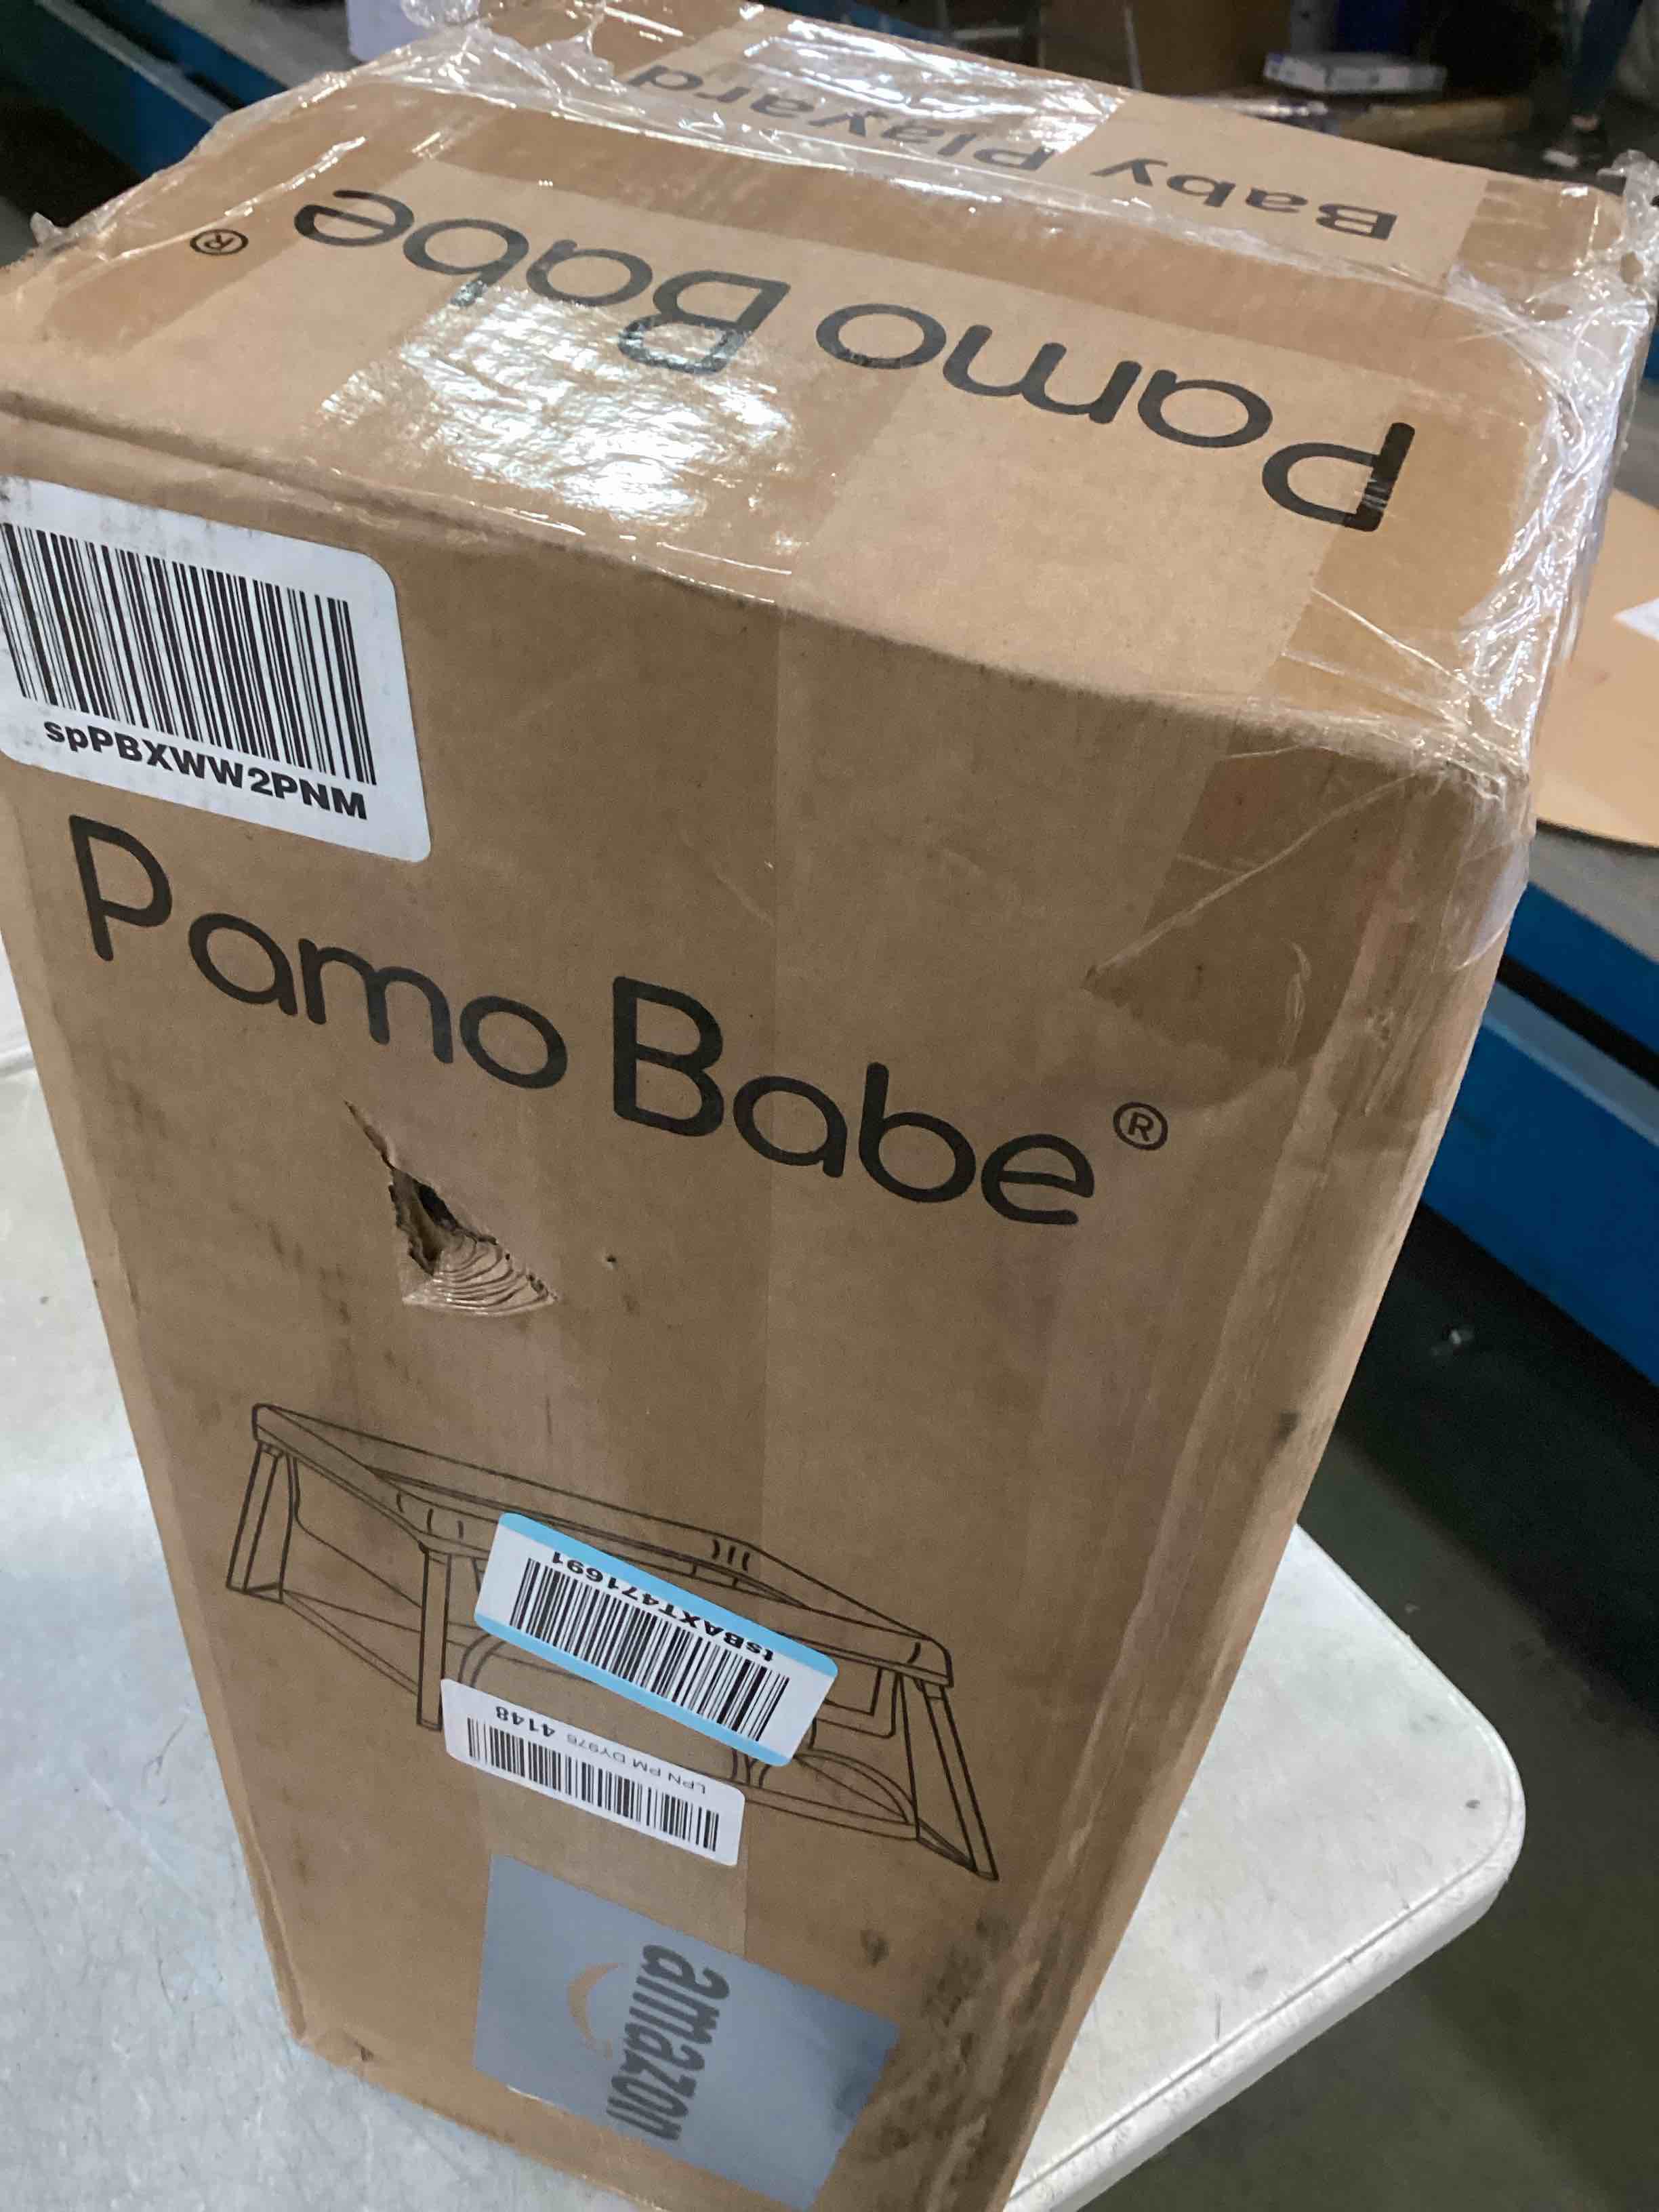 Baby Playard
Pamo Babe ®
spPBXWW2PNM
Pamo Babe ®
tsBAXT471691
LPN PM DY976 4148
amazon